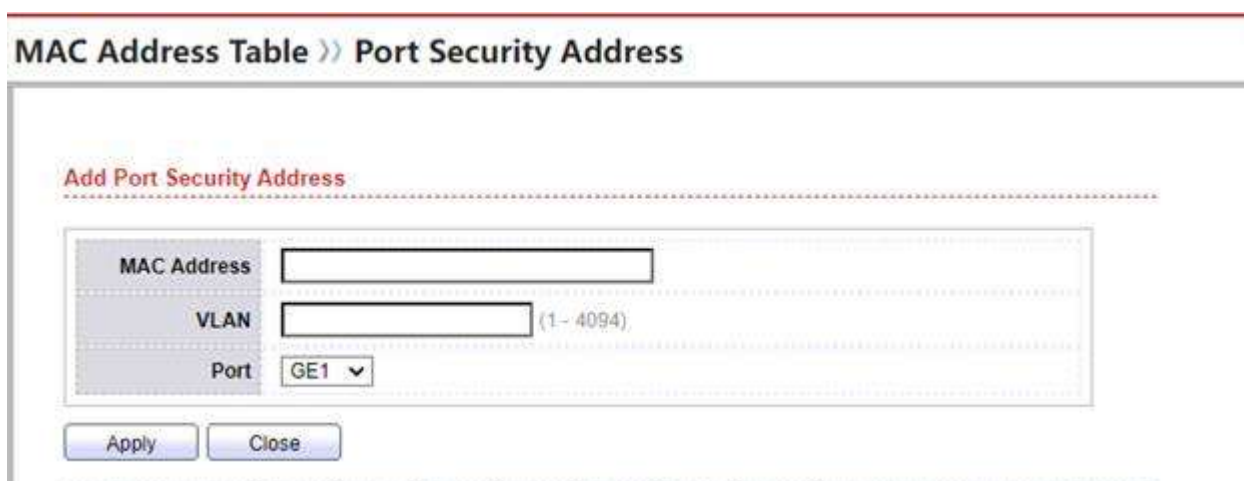 MAC Address Table 》 Port Security Address
Add Port Security Address
MAC Address
VLAN (1 - 4094)
Port GE1
Apply Close